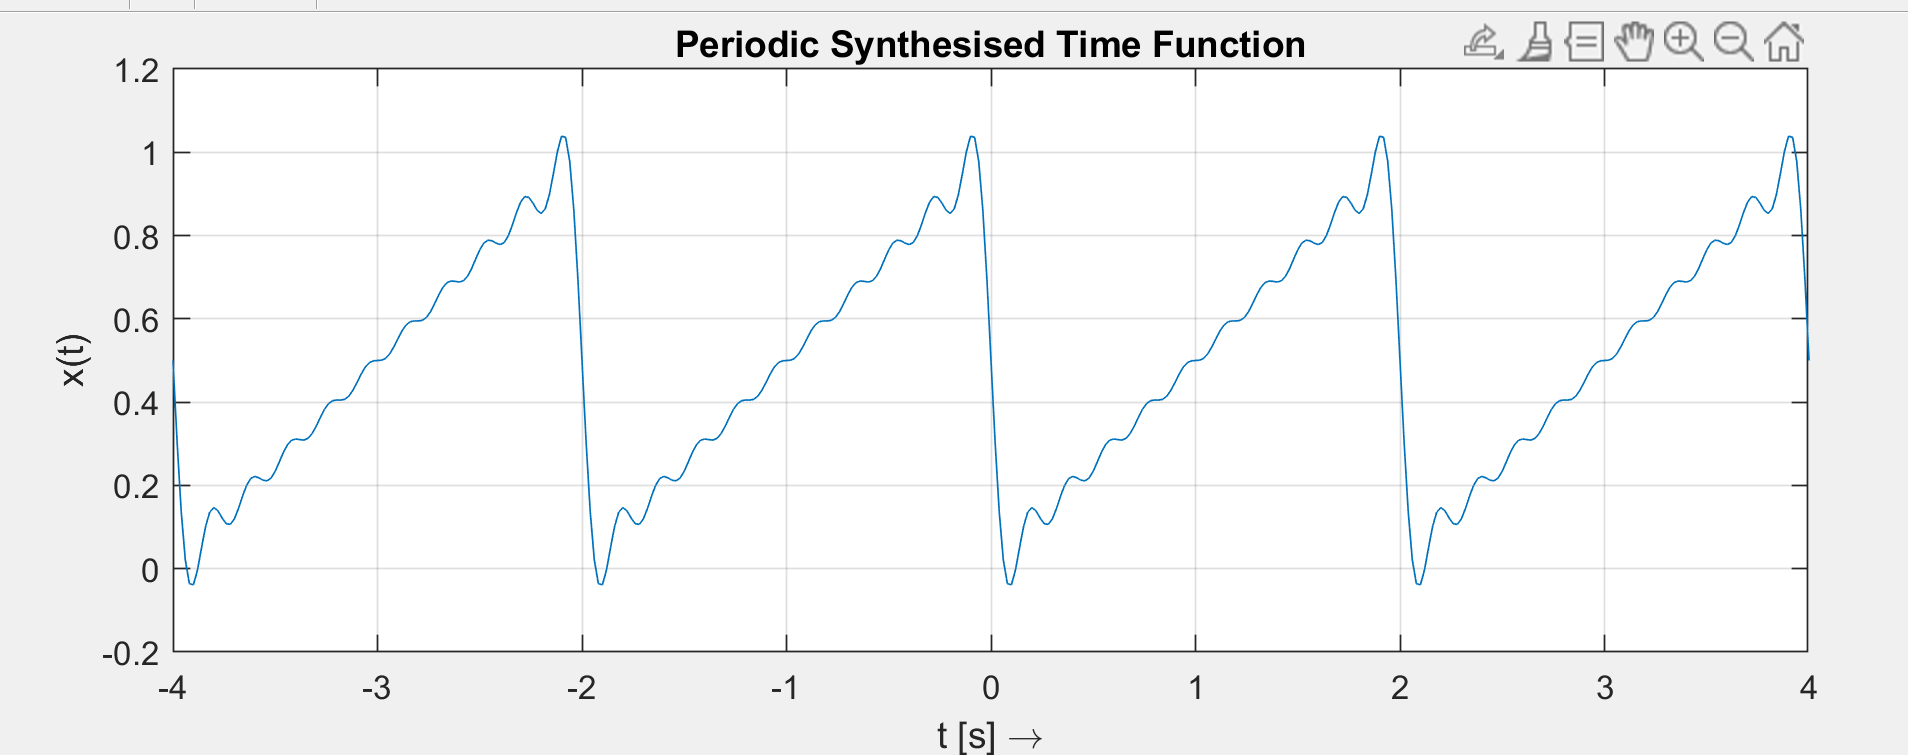 Periodic Synthesised Time Function
1.2
1
0.8
0.6
0.4
0.2
0
-0.2
x(t)
-4 -3 -2 -1 0 1 2 3 4
t [s] →